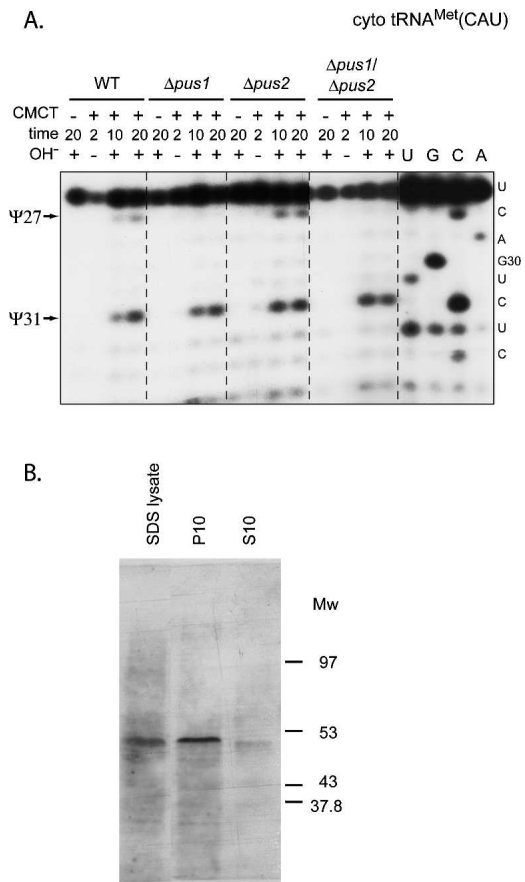 A.
cyto tRNA^Met(CAU)
WT Δpus1 Δpus2 Δpus1/Δpus2
CMCT - + + + - + + + - + + + - + + +
time 20 2 10 20 20 2 10 20 20 2 10 20 20 2 10 20
OH⁻ + - + + + - + + + - + + + - + + U G C A
U
Ψ27 C
A
G30
U
C
Ψ31 U
C
B.
SDS lysate P10 S10
Mw
97
53
43
37.8